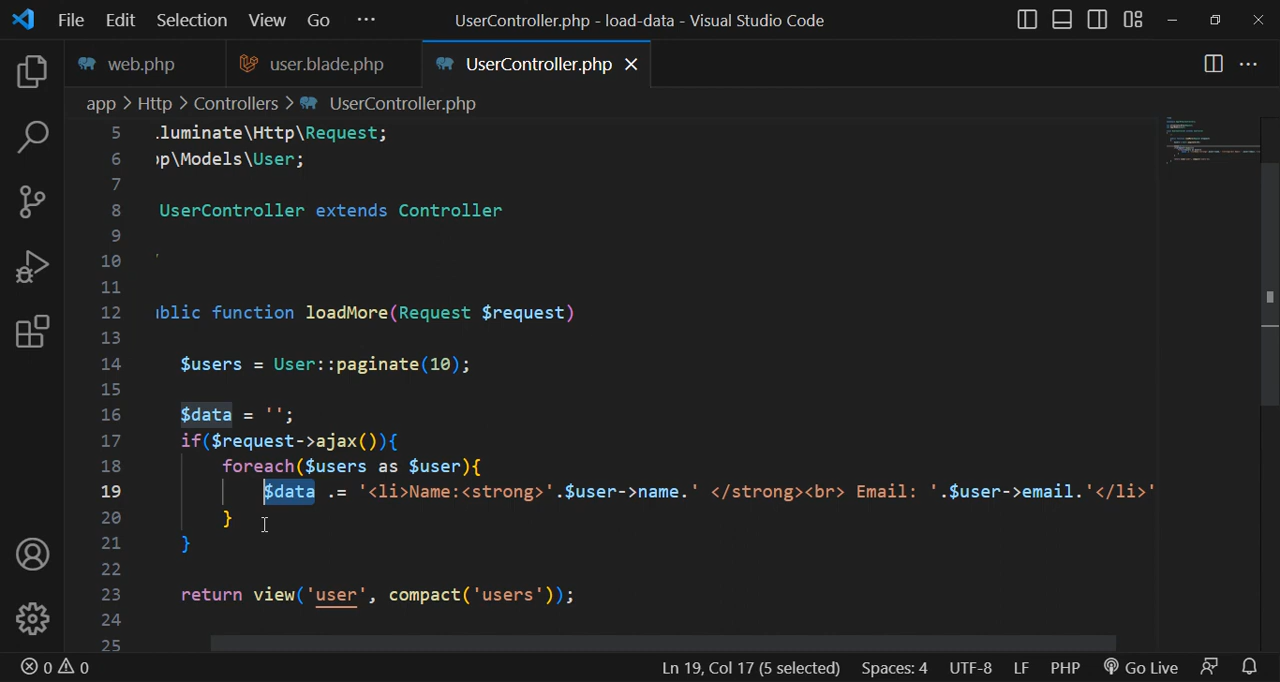 File Edit Selection View Go ··· UserController.php - load-data - Visual Studio Code
web.php user.blade.php UserController.php
app > Http > Controllers > UserController.php
5 .luminate\Http\Request;
6 p\Models\User;
7
8 UserController extends Controller
9
10
11
12 blic function loadMore(Request $request)
13
14 $users = User::paginate(10);
15
16 $data = '';
17 if($request->ajax()){
18 foreach($users as $user){
19 $data .= '<li>Name:<strong>'.$user->name.' </strong><br> Email: '.$user->email.'</li>'
20 }
21 }
22
23 return view('user', compact('users'));
24
25
0 0 Ln 19, Col 17 (5 selected) Spaces: 4 UTF-8 LF PHP Go Live